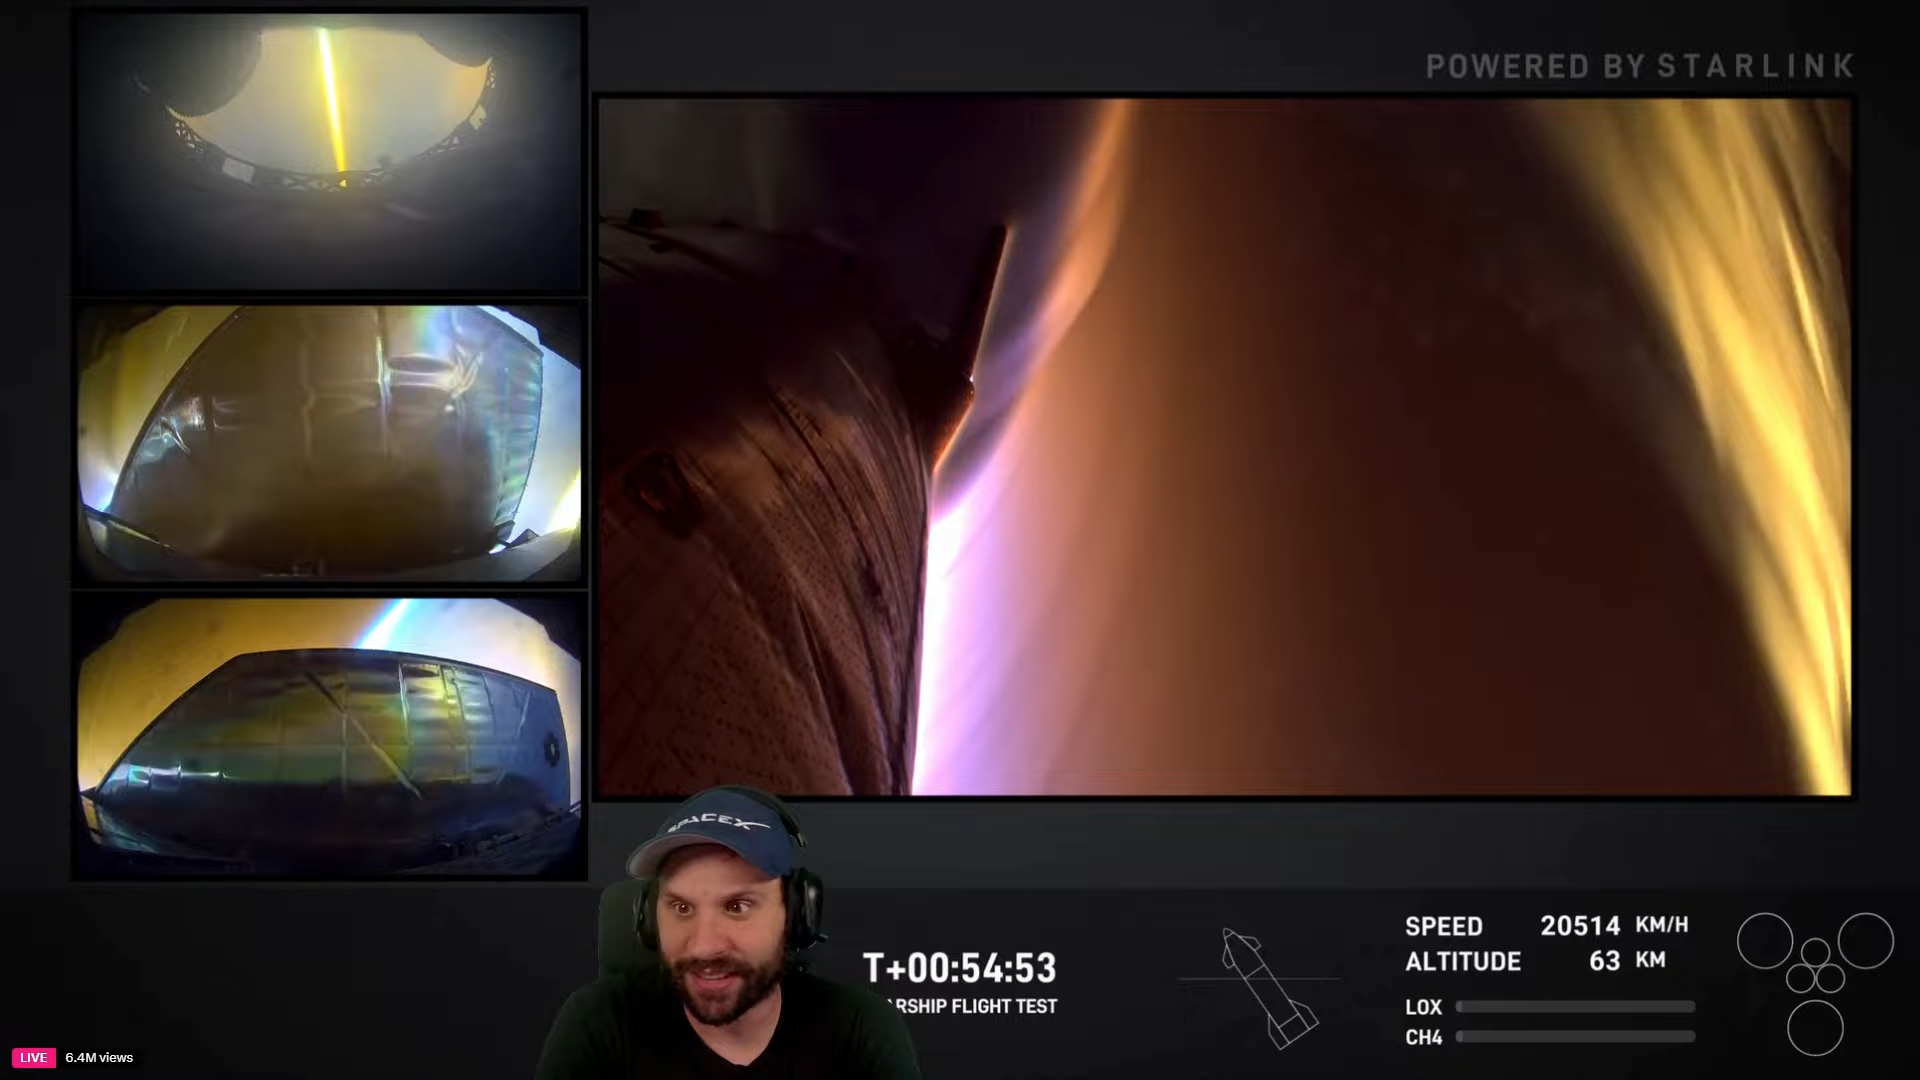 POWERED BY STARLINK
SPACEX
T+00:54:53
ARSHIP FLIGHT TEST
SPEED 20514 KM/H
ALTITUDE 63 KM
LOX
CH4
LIVE 6.4M views